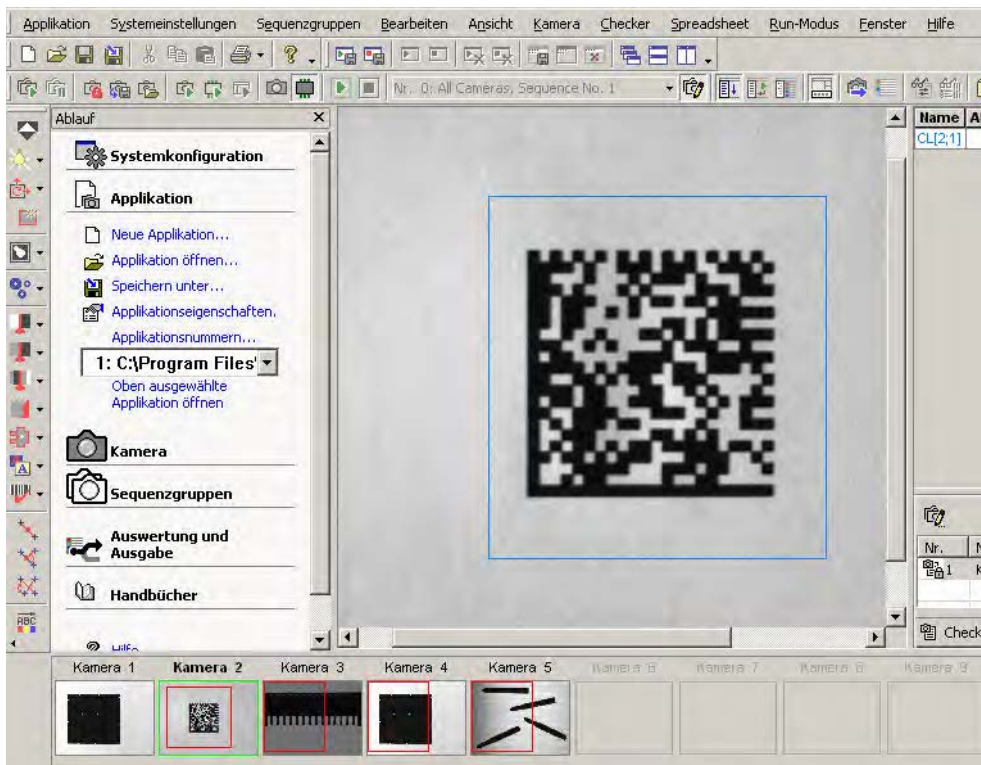 Applikation Systemeinstellungen Sequenzgruppen Bearbeiten Ansicht Kamera Checker Spreadsheet Run-Modus Fenster Hilfe
Nr. 0: All Cameras, Sequence No. 1
Ablauf
Name
CL[2;1]
Systemkonfiguration
Applikation
Neue Applikation...
Applikation öffnen...
Speichern unter...
Applikationseigenschaften.
Applikationsnummern...
1: C:\Program Files'
Oben ausgewählte
Applikation öffnen
Kamera
Sequenzgruppen
Auswertung und
Ausgabe
Handbücher
Nr.
1
ABC
Check
Kamera 1 Kamera 2 Kamera 3 Kamera 4 Kamera 5 Kamera 6 Kamera 7 Kamera 8 Kamera 9